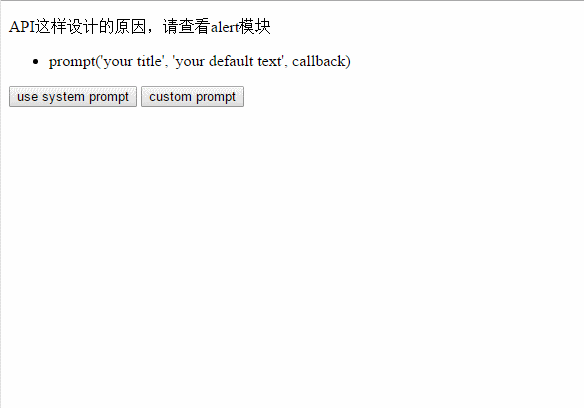 API这样设计的原因，请查看alert模块
prompt('your title', 'your default text', callback)
use system prompt custom prompt